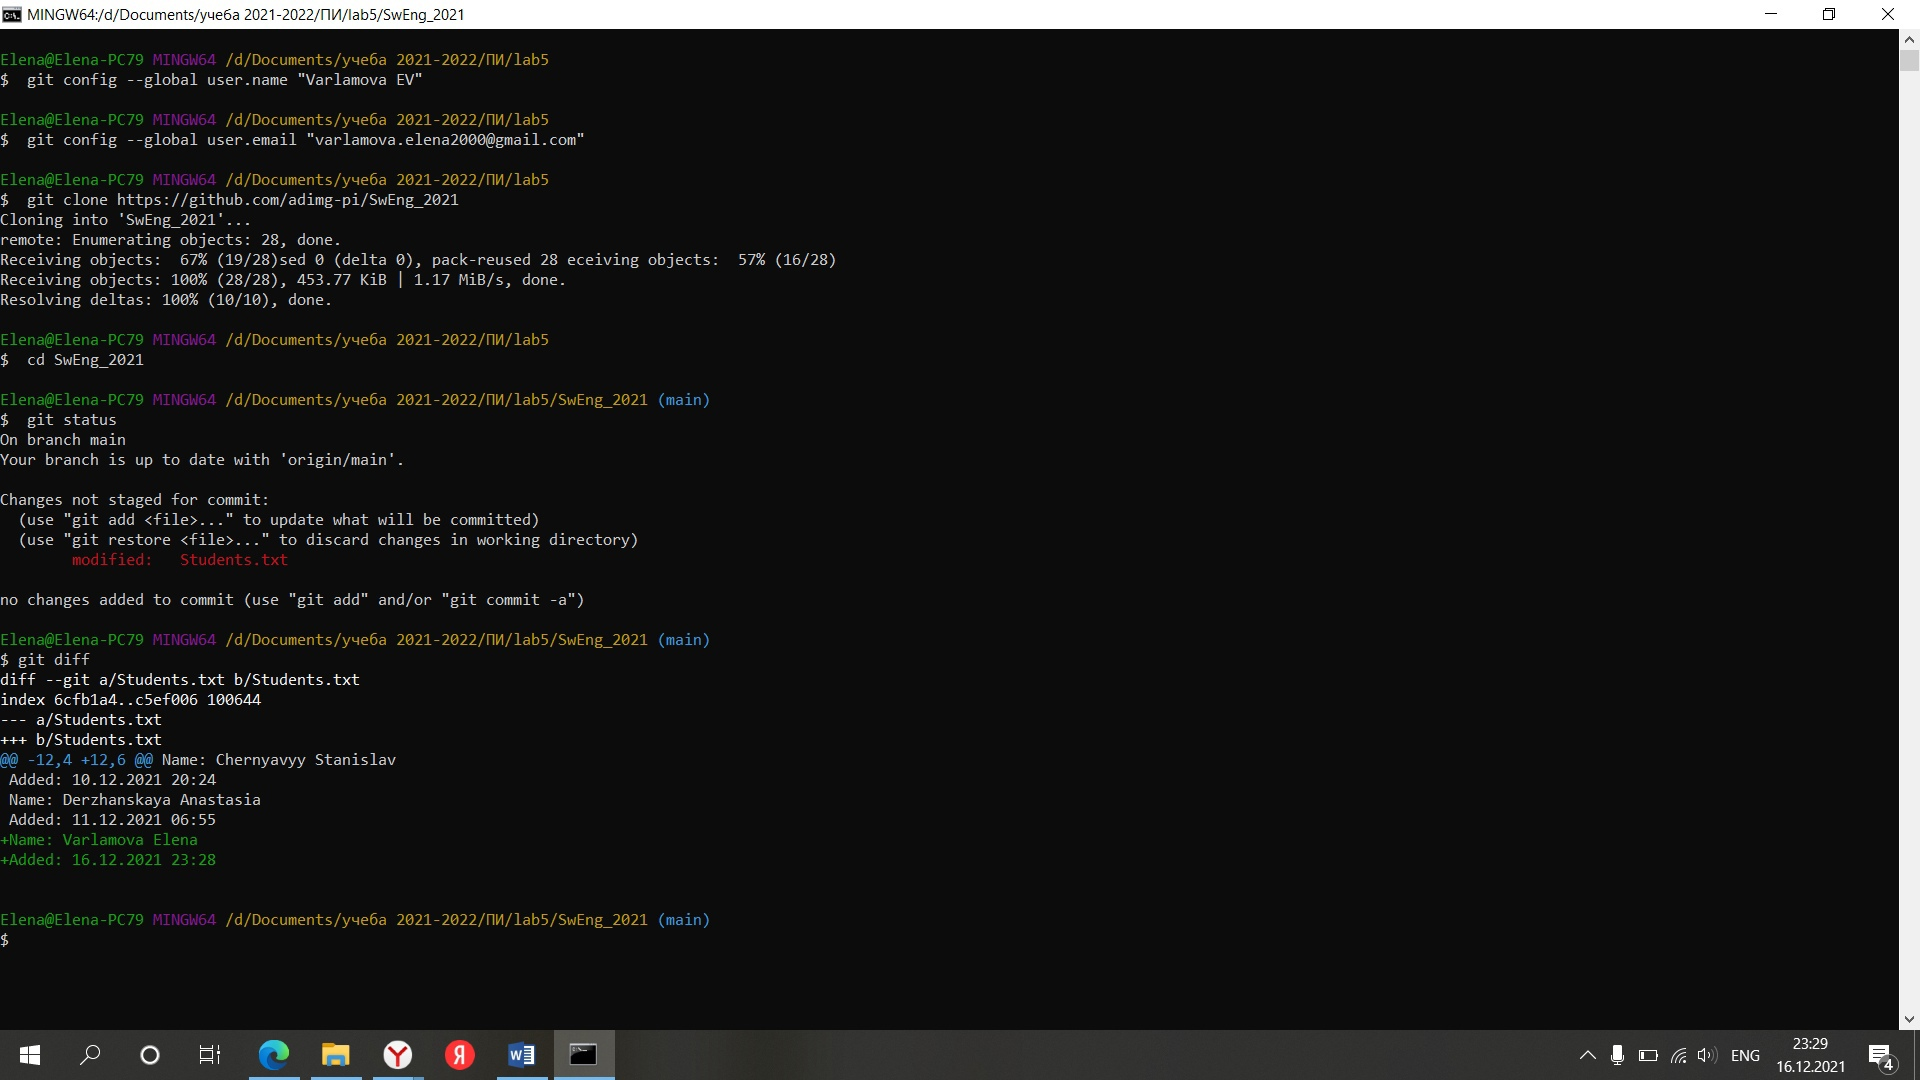 MINGW64:/d/Documents/учеба 2021-2022/ПИ/lab5/SwEng_2021
Elena@Elena-PC79 MINGW64 /d/Documents/учеба 2021-2022/ПИ/lab5
$  git config --global user.name "Varlamova EV"
Elena@Elena-PC79 MINGW64 /d/Documents/учеба 2021-2022/ПИ/lab5
$  git config --global user.email "varlamova.elena2000@gmail.com"
Elena@Elena-PC79 MINGW64 /d/Documents/учеба 2021-2022/ПИ/lab5
$  git clone https://github.com/adimg-pi/SwEng_2021
Cloning into 'SwEng_2021'...
remote: Enumerating objects: 28, done.
Receiving objects:  67% (19/28)sed 0 (delta 0), pack-reused 28 eceiving objects:  57% (16/28)
Receiving objects: 100% (28/28), 453.77 KiB | 1.17 MiB/s, done.
Resolving deltas: 100% (10/10), done.
Elena@Elena-PC79 MINGW64 /d/Documents/учеба 2021-2022/ПИ/lab5
$  cd SwEng_2021
Elena@Elena-PC79 MINGW64 /d/Documents/учеба 2021-2022/ПИ/lab5/SwEng_2021 (main)
$  git status
On branch main
Your branch is up to date with 'origin/main'.
Changes not staged for commit:
  (use "git add <file>..." to update what will be committed)
  (use "git restore <file>..." to discard changes in working directory)
        modified:   Students.txt
no changes added to commit (use "git add" and/or "git commit -a")
Elena@Elena-PC79 MINGW64 /d/Documents/учеба 2021-2022/ПИ/lab5/SwEng_2021 (main)
$ git diff
diff --git a/Students.txt b/Students.txt
index 6cfb1a4..c5ef006 100644
--- a/Students.txt
+++ b/Students.txt
@@ -12,4 +12,6 @@ Name: Chernyavyy Stanislav
 Added: 10.12.2021 20:24
 Name: Derzhanskaya Anastasia
 Added: 11.12.2021 06:55
+Name: Varlamova Elena
+Added: 16.12.2021 23:28
Elena@Elena-PC79 MINGW64 /d/Documents/учеба 2021-2022/ПИ/lab5/SwEng_2021 (main)
$
ENG
23:29
16.12.2021
4